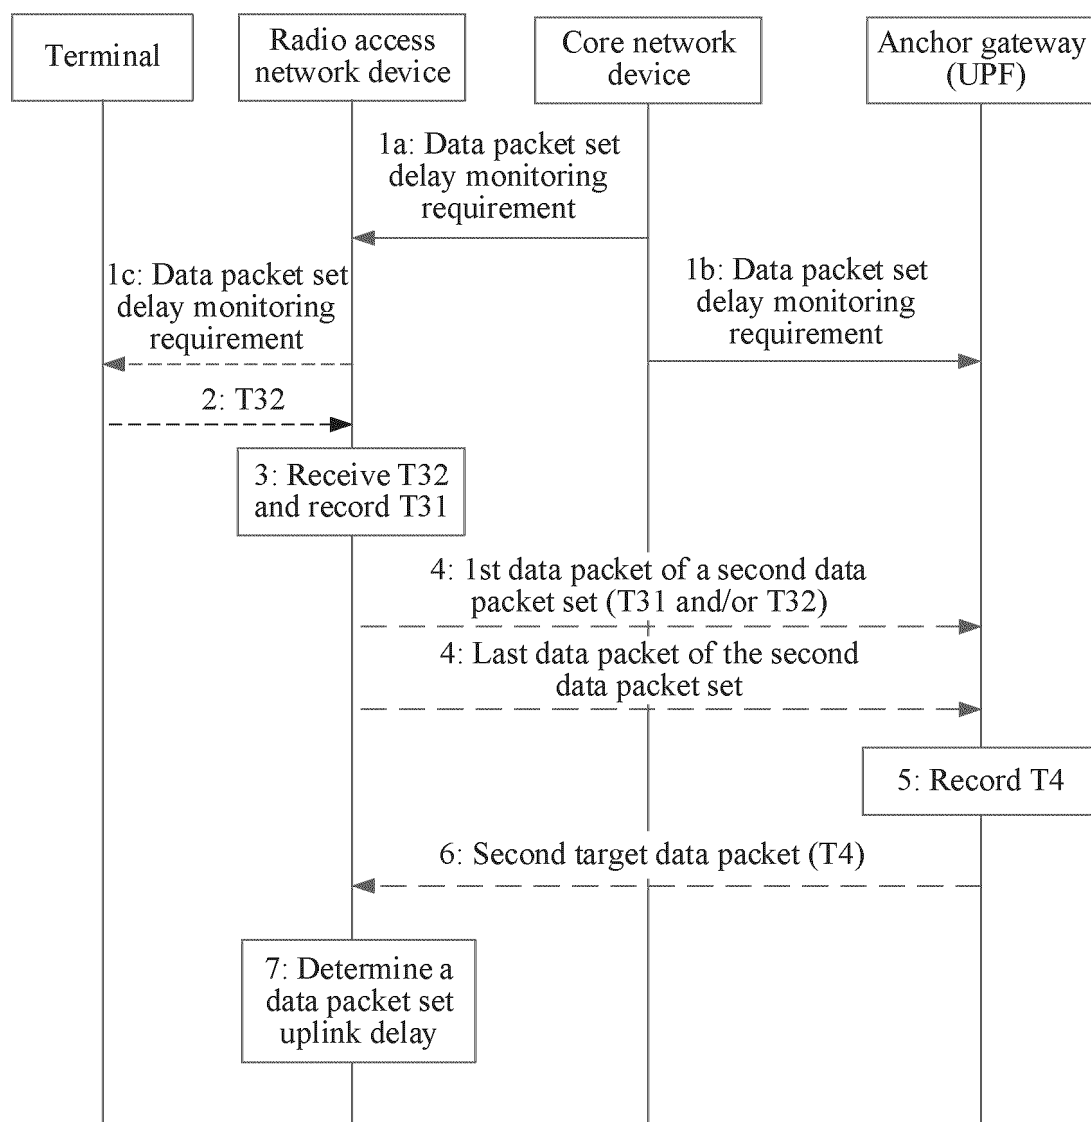 Terminal
Radio access
network device
Core network
device
Anchor gateway
(UPF)
1a: Data packet set
delay monitoring
requirement
1c: Data packet set
delay monitoring
requirement
1b: Data packet set
delay monitoring
requirement
2: T32
3: Receive T32
and record T31
4: 1st data packet of a second data
packet set (T31 and/or T32)
4: Last data packet of the second
data packet set
5: Record T4
6: Second target data packet (T4)
7: Determine a
data packet set
uplink delay